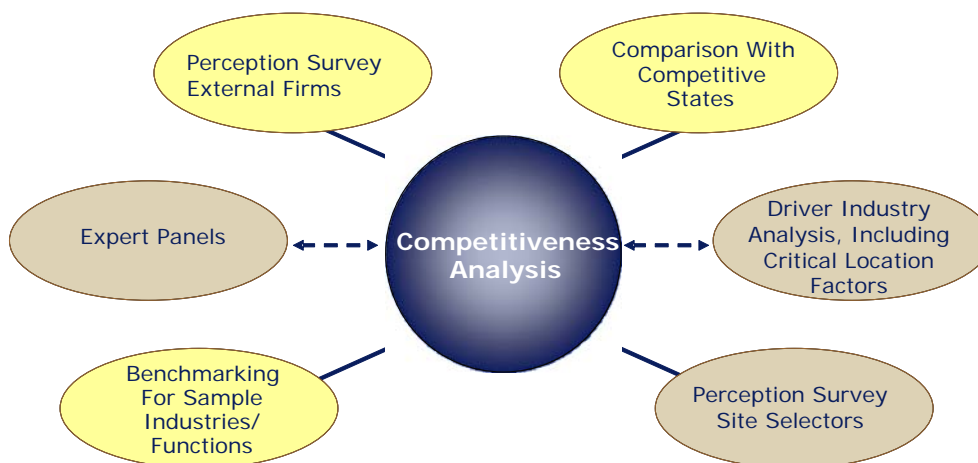 Perception Survey
External Firms
Comparison With
Competitive
States
Expert Panels
Competitiveness
Analysis
Driver Industry
Analysis, Including
Critical Location
Factors
Benchmarking
For Sample
Industries/
Functions
Perception Survey
Site Selectors